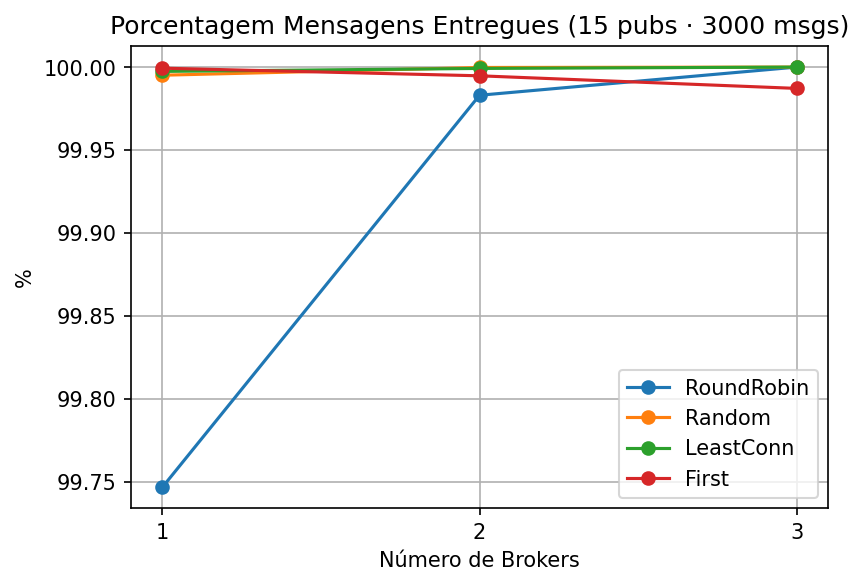 Porcentagem Mensagens Entregues (15 pubs · 3000 msgs)
100.00
99.95
99.90
99.85
99.80
99.75
%
1
2
3
Número de Brokers
RoundRobin
Random
LeastConn
First